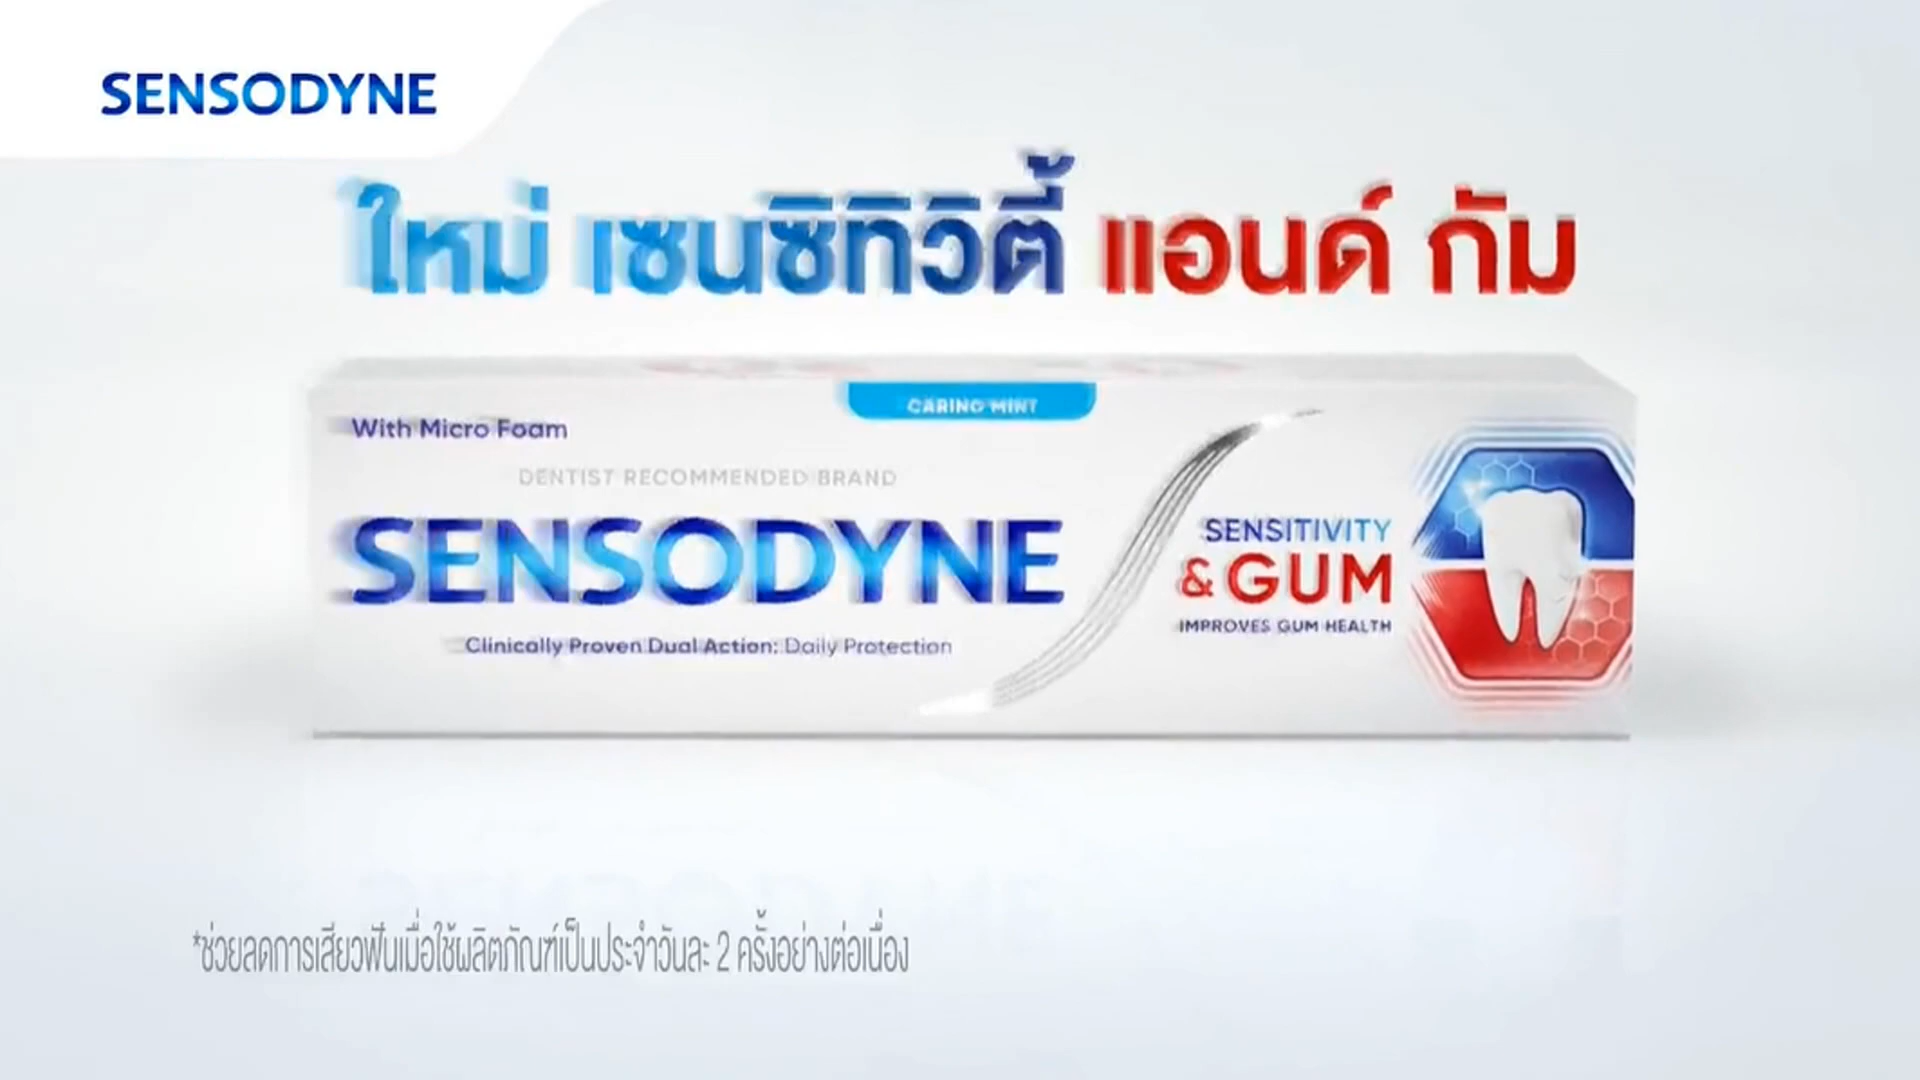 SENSODYNE
ใหม่ เซนซิทิวิตี้ แอนด์ กัม
CARING MINT
With Micro Foam
DENTIST RECOMMENDED BRAND
SENSODYNE
SENSITIVITY
& GUM
IMPROVES GUM HEALTH
Clinically Proven Dual Action: Daily Protection
*ช่วยลดการเสียวฟันเมื่อใช้ผลิตภัณฑ์เป็นประจำวันละ 2 ครั้งอย่างต่อเนื่อง